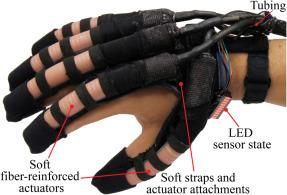 Tubing
LED
sensor state
Soft
fiber-reinforced
actuators
Soft straps and
actuator attachments